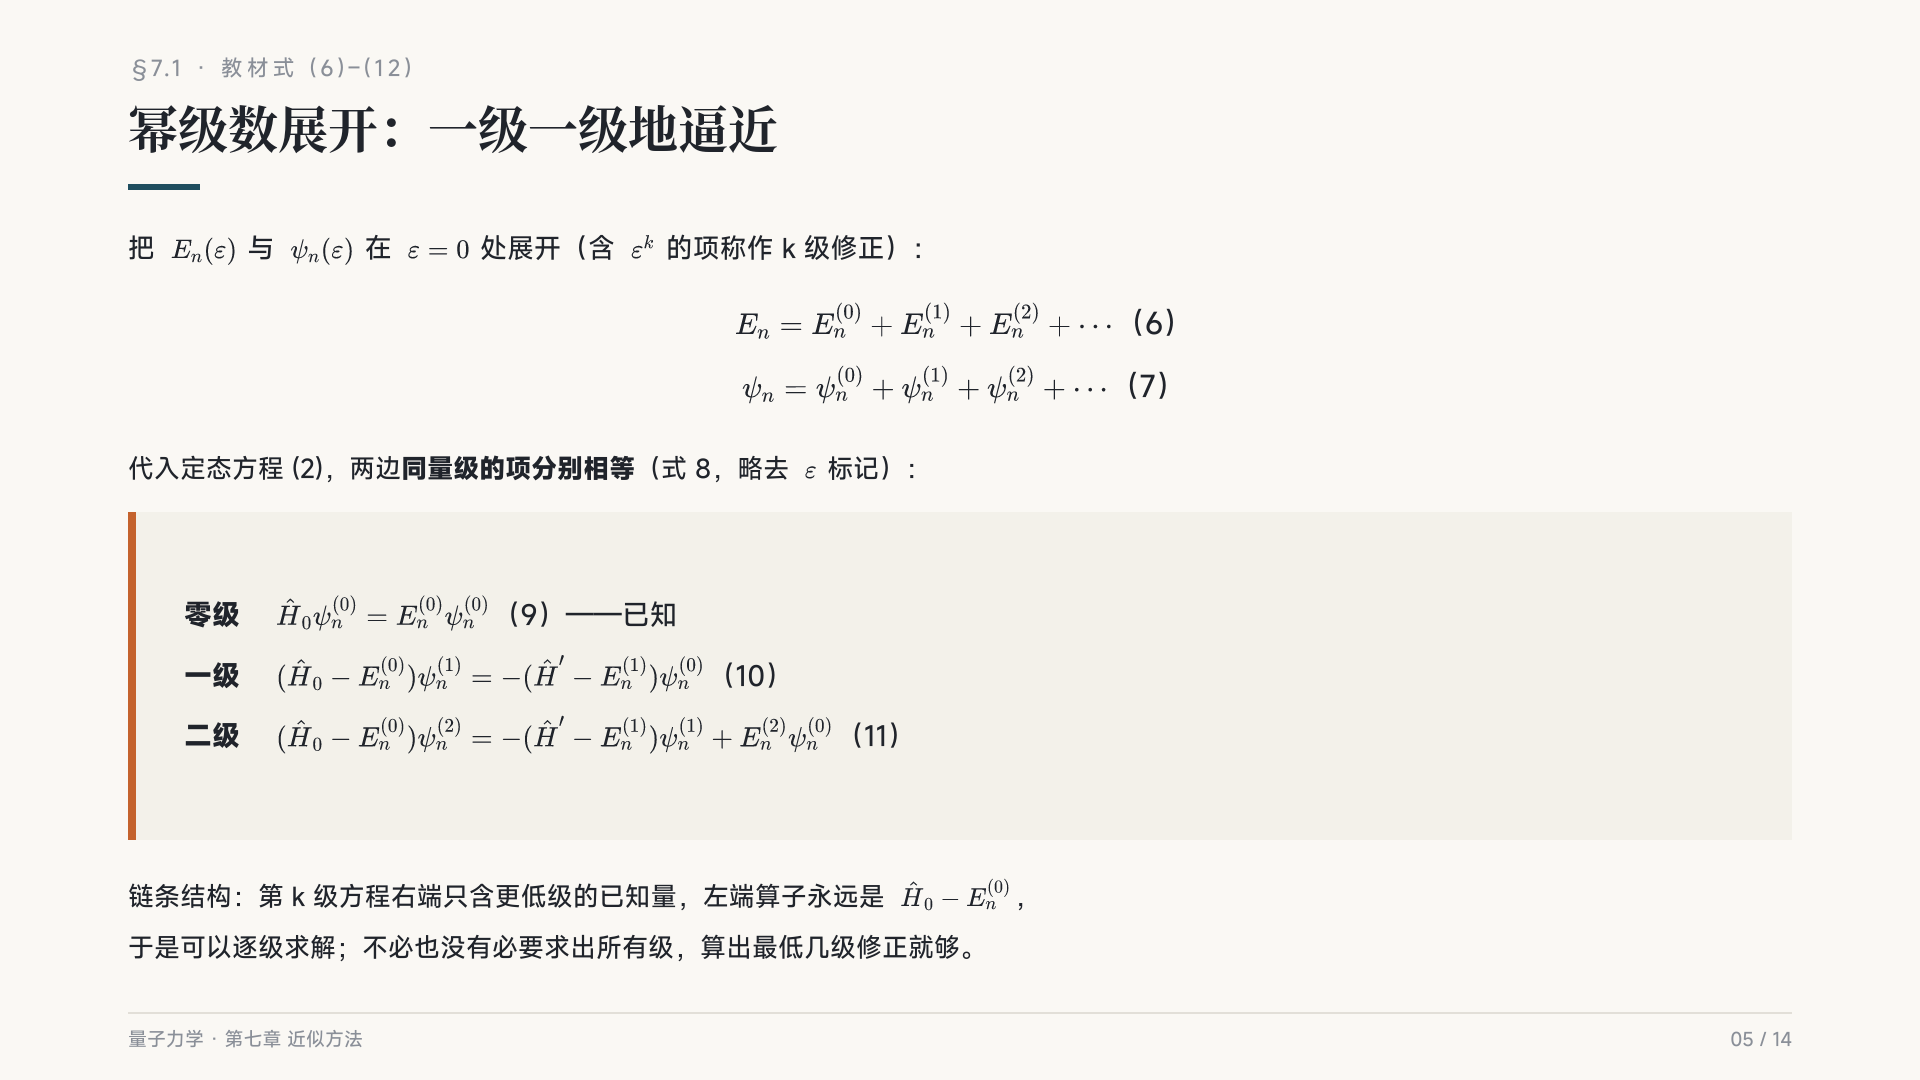 §7.1 · 教材式 (6)–(12)
幂级数展开：一级一级地逼近
把 $E_n(\varepsilon)$ 与 $\psi_n(\varepsilon)$ 在 $\varepsilon = 0$ 处展开（含 $\varepsilon^k$ 的项称作 k 级修正）：
$E_n = E_n^{(0)} + E_n^{(1)} + E_n^{(2)} + \cdots$（6）
$\psi_n = \psi_n^{(0)} + \psi_n^{(1)} + \psi_n^{(2)} + \cdots$（7）
代入定态方程 (2)，两边同量级的项分别相等（式 8，略去 $\varepsilon$ 标记）：
零级 $\hat{H}_0\psi_n^{(0)} = E_n^{(0)}\psi_n^{(0)}$（9）——已知
一级 $(\hat{H}_0 - E_n^{(0)})\psi_n^{(1)} = -(\hat{H}' - E_n^{(1)})\psi_n^{(0)}$（10）
二级 $(\hat{H}_0 - E_n^{(0)})\psi_n^{(2)} = -(\hat{H}' - E_n^{(1)})\psi_n^{(1)} + E_n^{(2)}\psi_n^{(0)}$（11）
链条结构：第 k 级方程右端只含更低级的已知量，左端算子永远是 $\hat{H}_0 - E_n^{(0)}$，
于是可以逐级求解；不必也没有必要求出所有级，算出最低几级修正就够。
量子力学 · 第七章 近似方法
05 / 14